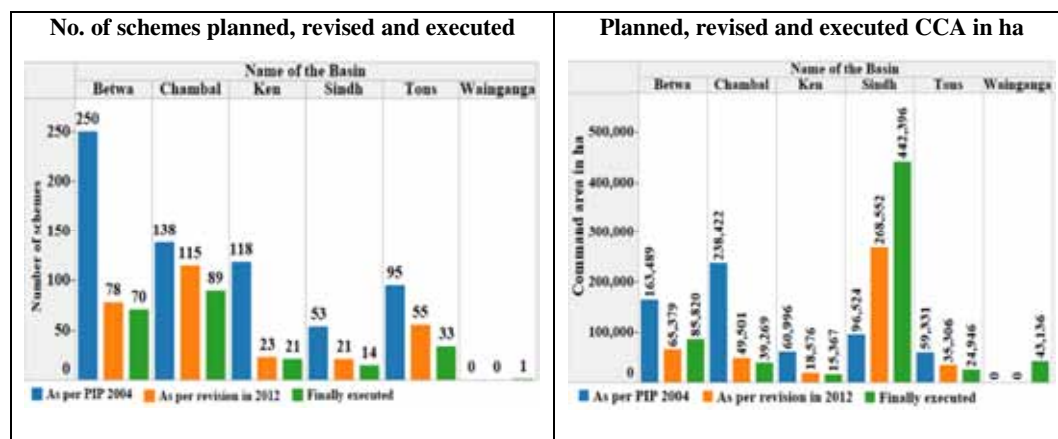 No. of schemes planned, revised and executed
Name of the Basin
Betwa Chambal Ken Sindh Tons Wainganga
Number of schemes
250
200
150
100
50
0
250 78 70
138 115 89
118 23 21
53 21 14
95 55 33
0 0 1
As per PIP 2004 As per revision in 2012 Finally executed
Planned, revised and executed CCA in ha
Name of the Basin
Betwa Chambal Ken Sindh Tons Wainganga
Command area in ha
500,000
400,000
300,000
200,000
100,000
0
163,489 65,379 85,820
238,422 49,501 39,269
60,996 18,576 15,367
96,524 268,552 442,396
59,331 35,306 24,946
0 0 43,136
As per PIP 2004 As per revision in 2012 Finally executed